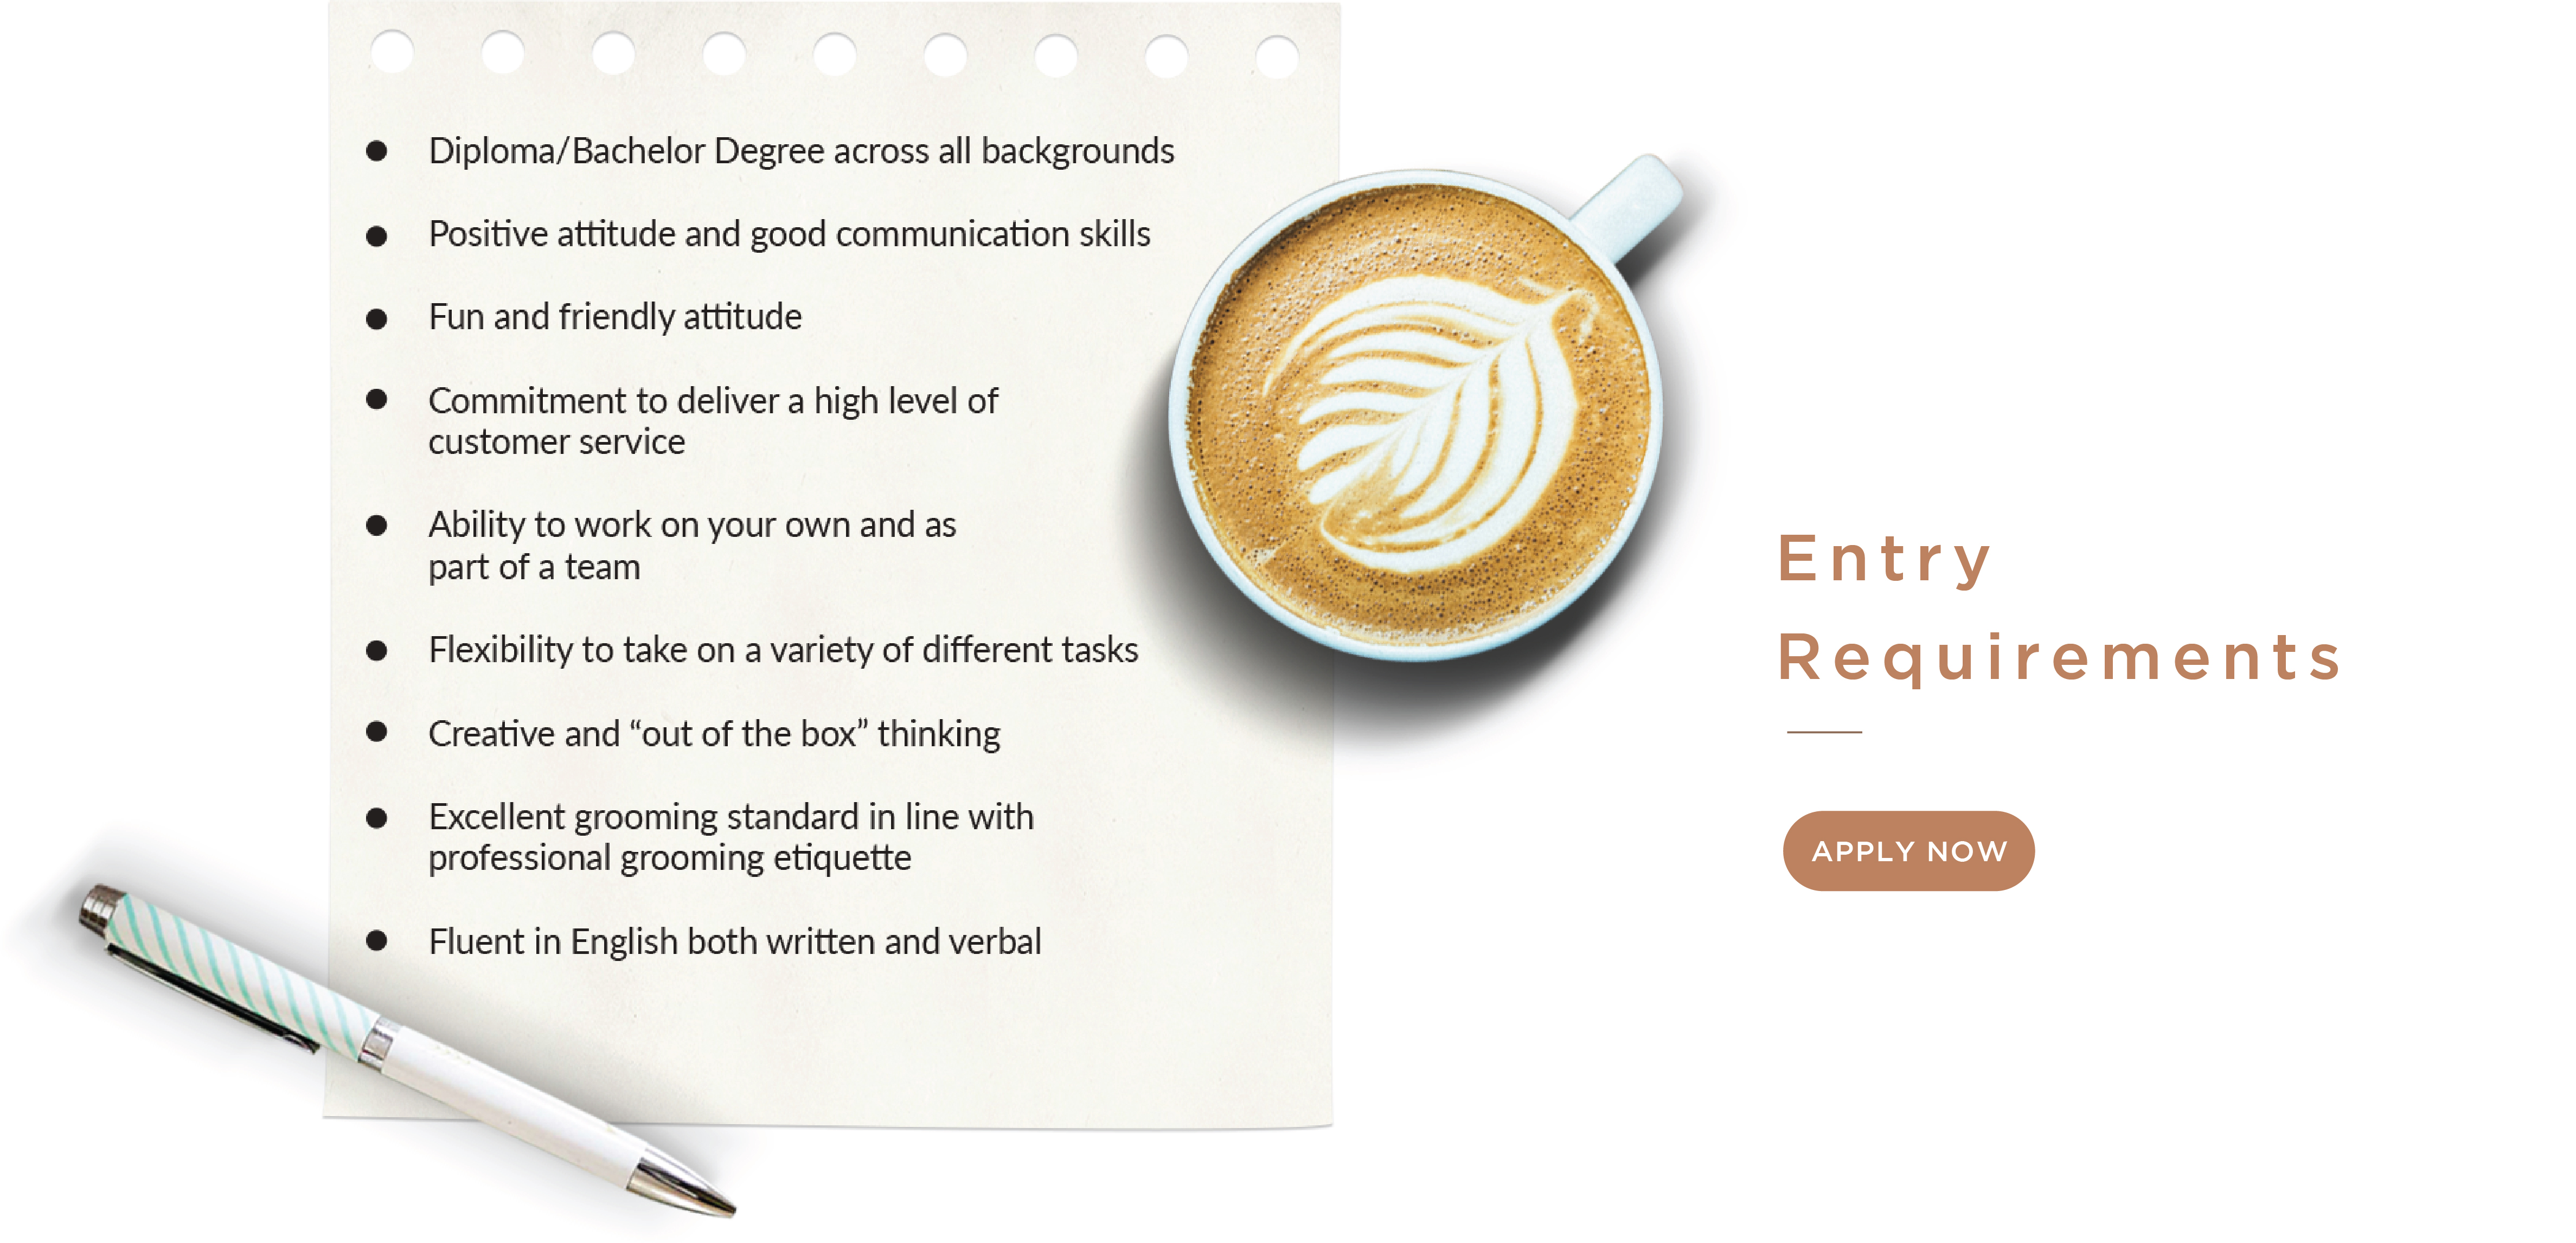 Diploma/Bachelor Degree across all backgrounds
Positive attitude and good communication skills
Fun and friendly attitude
Commitment to deliver a high level of
customer service
Ability to work on your own and as
part of a team
Flexibility to take on a variety of different tasks
Creative and “out of the box” thinking
Excellent grooming standard in line with
professional grooming etiquette
Fluent in English both written and verbal
Entry
Requirements
APPLY NOW